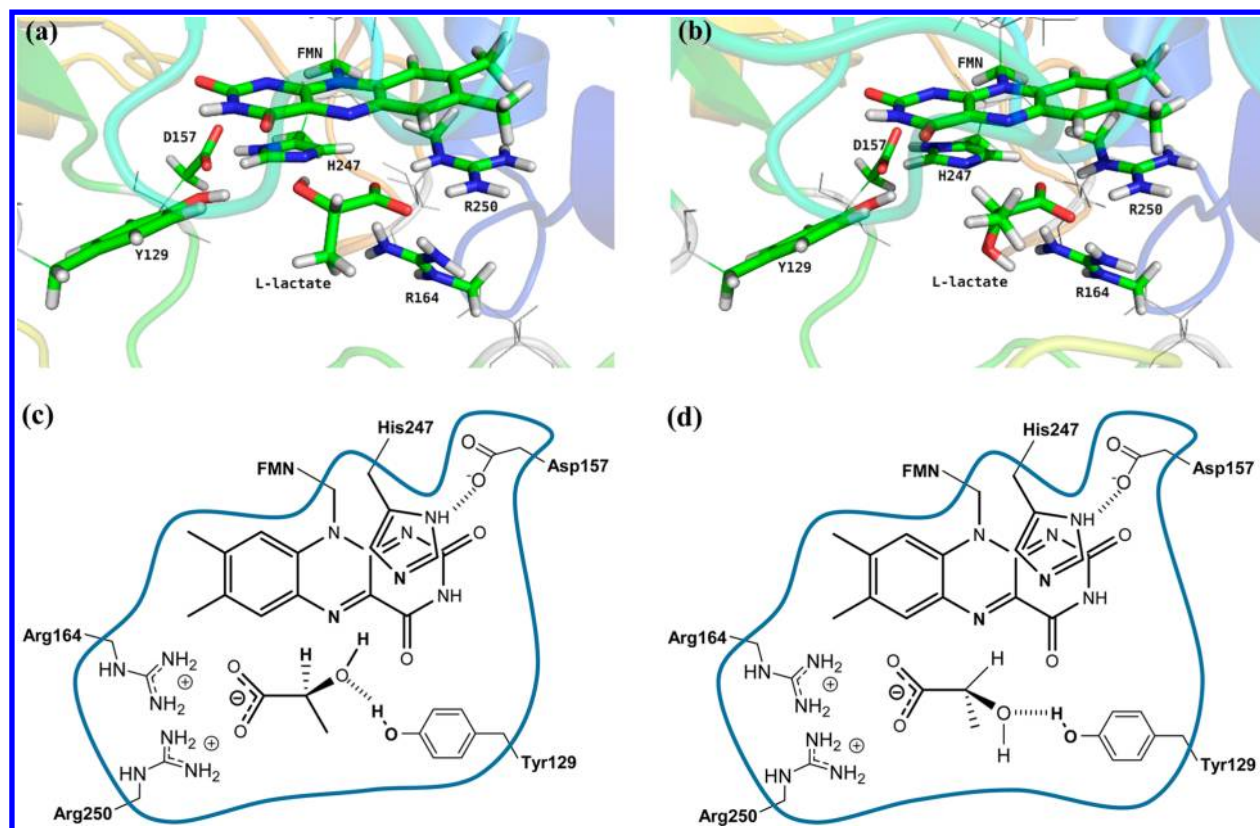 (a)
FMN
D157
H247
R250
Y129
L-lactate
R164
(b)
FMN
D157
H247
R250
Y129
L-lactate
R164
(c)
His247
FMN
O
O-
Asp157
NH
N
N
O
N
N
NH
O
Arg164
HN
NH2
NH2
⊕
O
O
⊖
H
H
O
H
O
Tyr129
NH2
NH2
⊕
HN
Arg250
(d)
His247
FMN
O
O-
Asp157
NH
N
N
O
N
N
NH
O
Arg164
HN
NH2
NH2
⊕
O
O
⊖
H
O
H
H
O
Tyr129
NH2
NH2
⊕
HN
Arg250